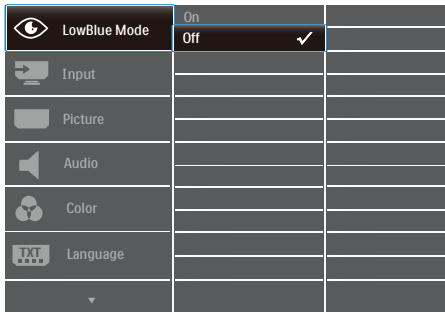 LowBlue Mode
On
Off
Input
Picture
Audio
Color
TXT
Language